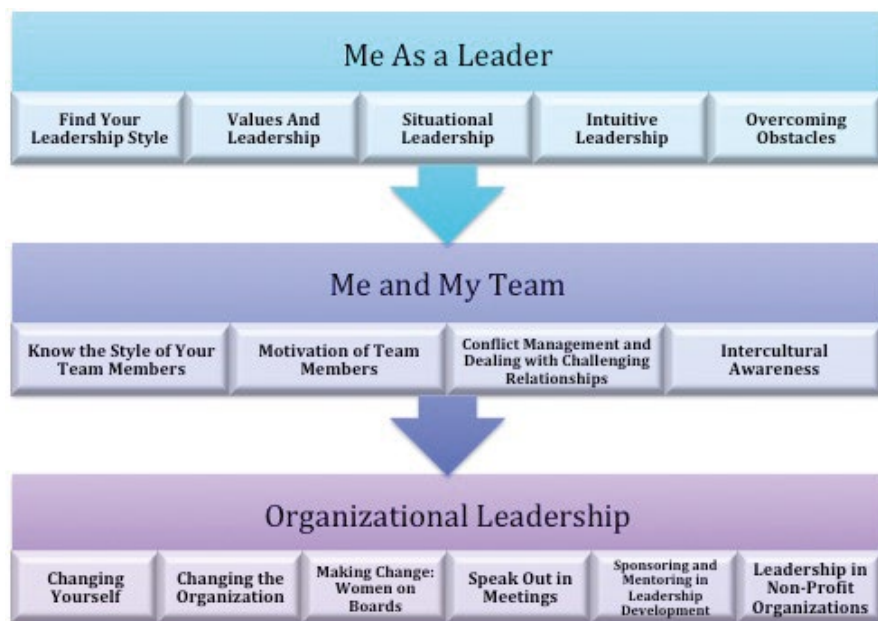 Me As a Leader
Find Your
Leadership Style
Values And
Leadership
Situational
Leadership
Intuitive
Leadership
Overcoming
Obstacles
Me and My Team
Know the Style of Your
Team Members
Motivation of Team
Members
Conflict Management and
Dealing with Challenging
Relationships
Intercultural
Awareness
Organizational Leadership
Changing
Yourself
Changing the
Organization
Making Change:
Women on
Boards
Speak Out in
Meetings
Sponsoring and
Mentoring in
Leadership
Development
Leadership in
Non-Profit
Organizations